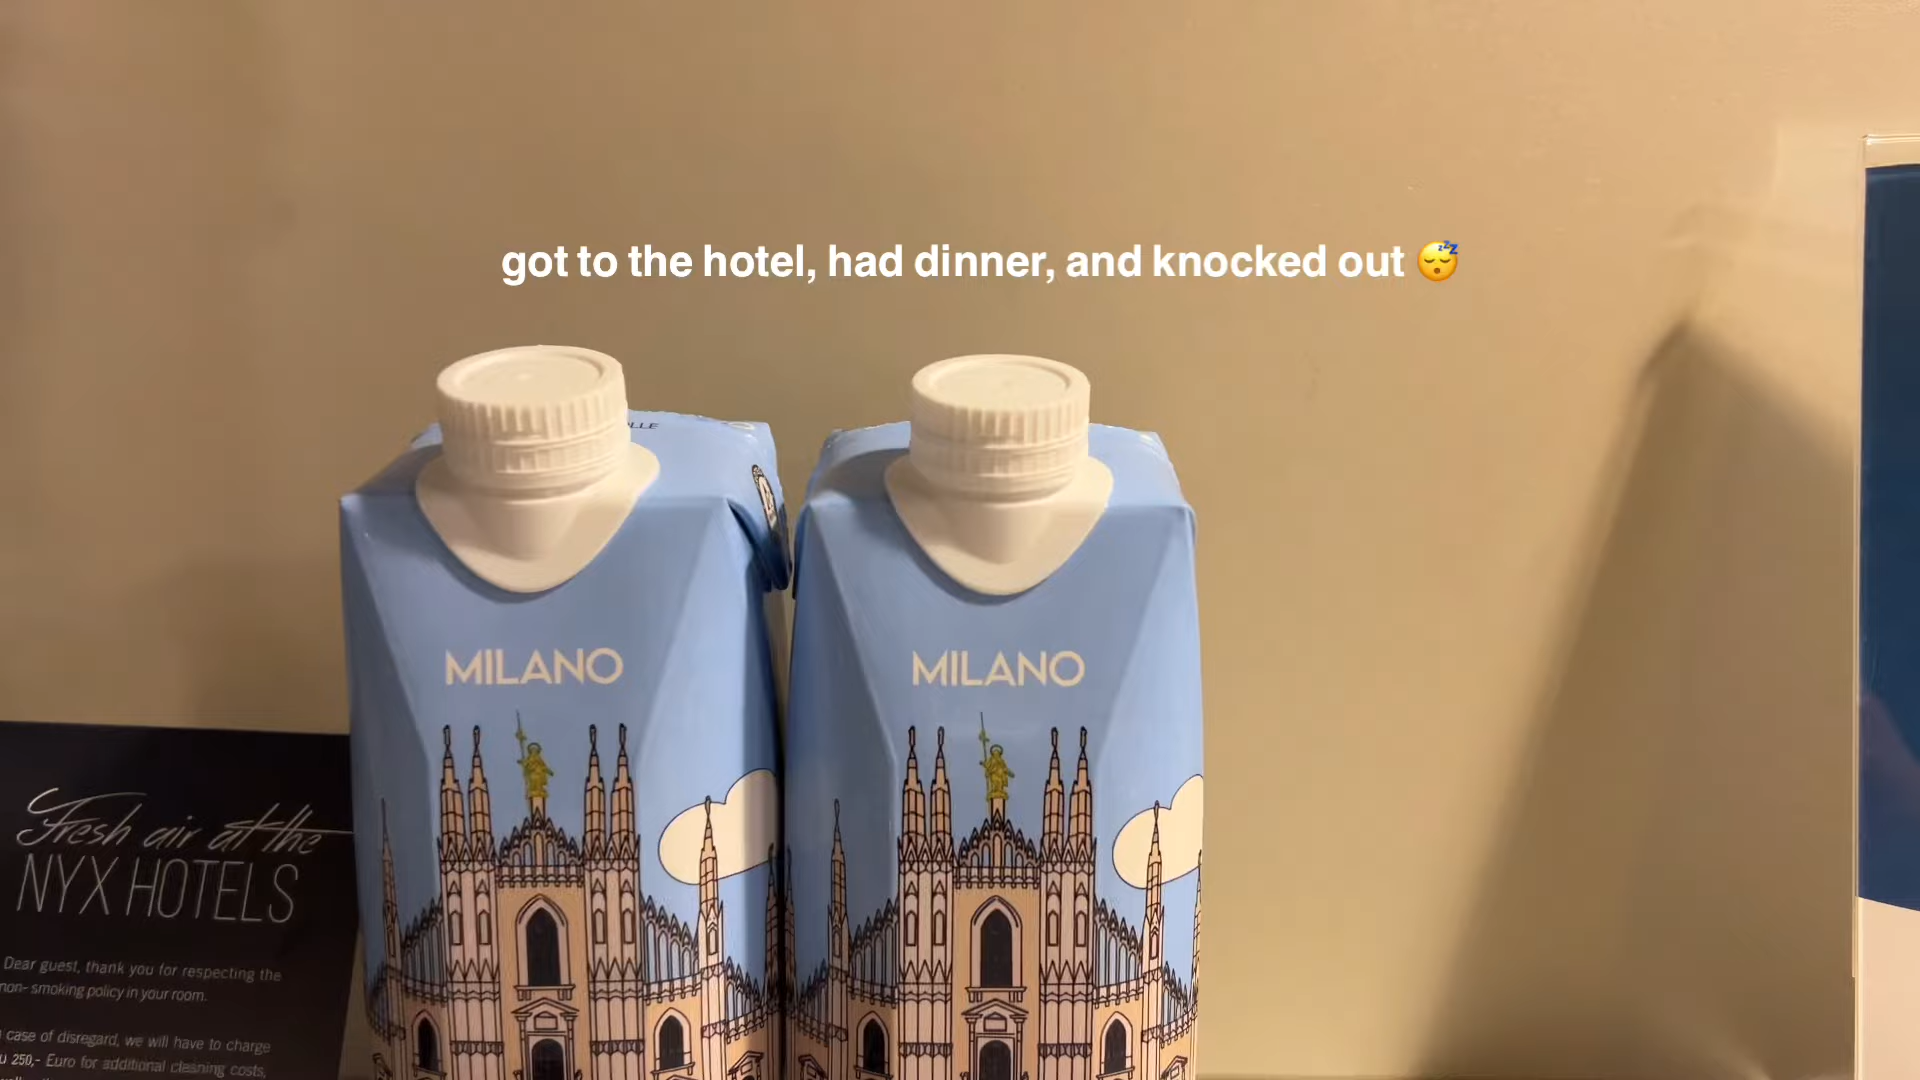 got to the hotel, had dinner, and knocked out 😴
MILANO
MILANO
Fresh air at the
NYX HOTELS
Dear guest, thank you for respecting the
non-smoking policy in your room.
case of disregard, we will have to charge
u 250,- Euro for additional cleaning costs,